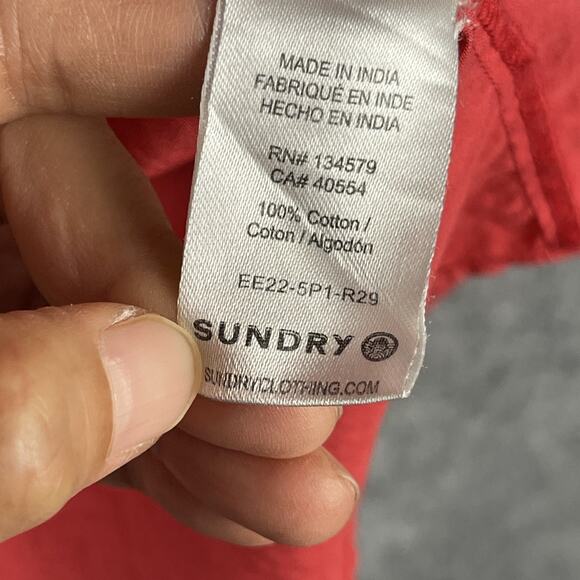 MADE IN INDIA
FABRIQUÉ EN INDE
HECHO EN INDIA
RN# 134579
CA# 40554
100% Cotton /
Coton / Algodón
EE22-5P1-R29
SUNDRY
SUNDRYCLOTHING.COM